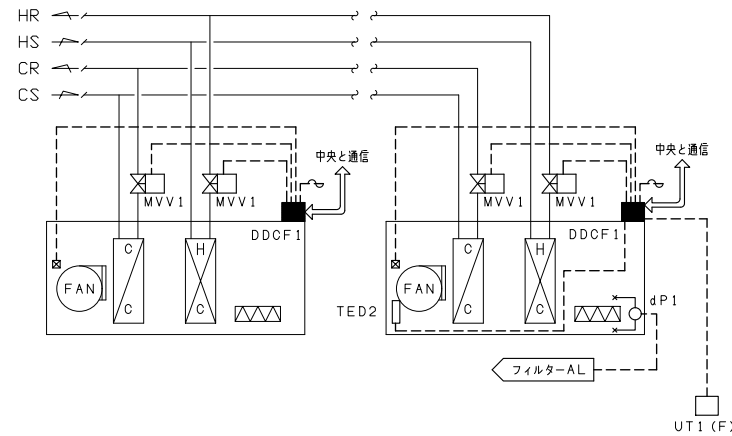 HR
HS
CR
CS
中央と通信
中央と通信
MVV1
MVV1
MVV1
MVV1
DDCF1
DDCF1
C
H
C
H
FAN
FAN
TED2
C
C
C
C
dP1
フィルターAL
UT1(F)